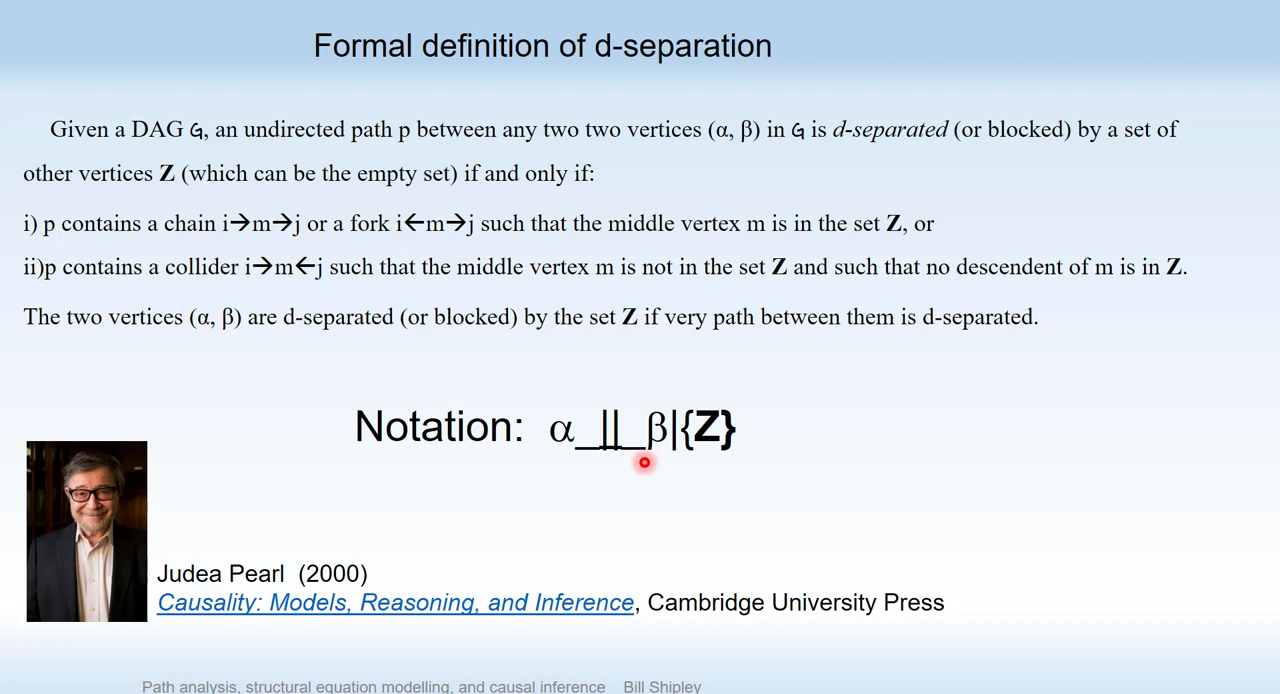 Formal definition of d-separation
Given a DAG G, an undirected path p between any two two vertices (α, β) in G is d-separated (or blocked) by a set of
other vertices Z (which can be the empty set) if and only if:
i) p contains a chain i→m→j or a fork i←m→j such that the middle vertex m is in the set Z, or
ii)p contains a collider i→m←j such that the middle vertex m is not in the set Z and such that no descendent of m is in Z.
The two vertices (α, β) are d-separated (or blocked) by the set Z if very path between them is d-separated.
Notation: α_||_β|{Z}
Judea Pearl (2000)
Causality: Models, Reasoning, and Inference, Cambridge University Press
Path analysis, structural equation modelling, and causal inference Bill Shipley